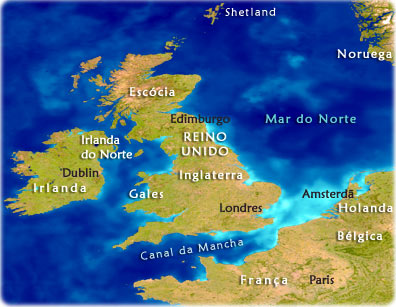 Shetland
Noruega
Escócia
Edimburgo
Mar do Norte
REINO
UNIDO
Irlanda
do Norte
Dublin
Irlanda
Inglaterra
Gales
Londres
Amsterdã
Holanda
Bélgica
Canal da Mancha
França
Paris